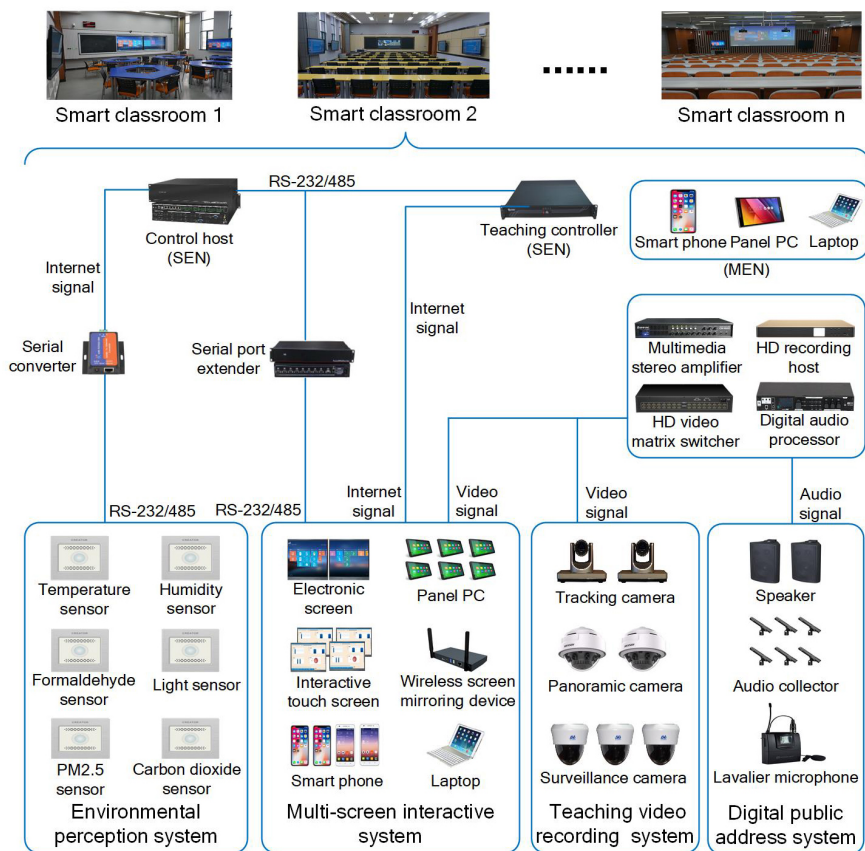 Smart classroom 1
Smart classroom 2
Smart classroom n
RS-232/485
Control host
(SEN)
Teaching controller
(SEN)
Smart phone
Panel PC
Laptop
(MEN)
Internet
signal
Internet
signal
Serial
converter
Serial port
extender
Multimedia
stereo amplifier
HD recording
host
HD video
matrix switcher
Digital audio
processor
RS-232/485
RS-232/485
Internet
signal
Video
signal
Video
signal
Audio
signal
Temperature
sensor
Humidity
sensor
Formaldehyde
sensor
Light sensor
PM2.5
sensor
Carbon dioxide
sensor
Environmental
perception system
Electronic
screen
Panel PC
Interactive
touch screen
Wireless screen
mirroring device
Smart phone
Laptop
Multi-screen interactive
system
Tracking camera
Panoramic camera
Surveillance camera
Teaching video
recording system
Speaker
Audio collector
Lavalier microphone
Digital public
address system